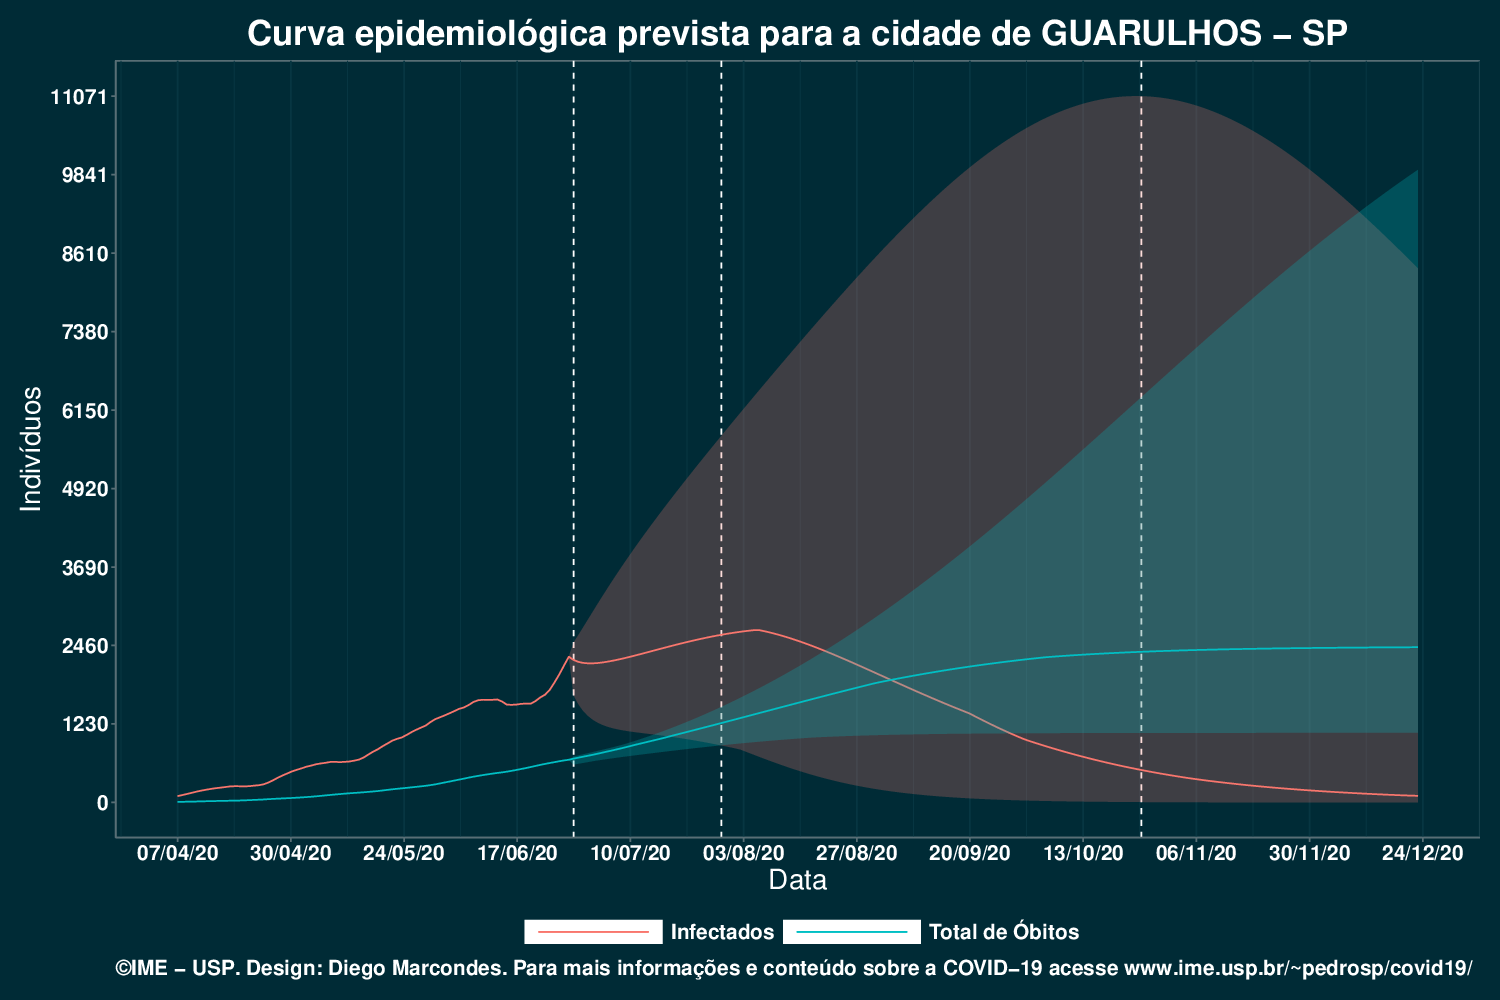 Curva epidemiológica prevista para a cidade de GUARULHOS – SP
11071
9841
8610
7380
6150
4920
3690
2460
1230
0
Indivíduos
07/04/20 30/04/20 24/05/20 17/06/20 10/07/20 03/08/20 27/08/20 20/09/20 13/10/20 06/11/20 30/11/20 24/12/20
Data
Infectados Total de Óbitos
©IME – USP. Design: Diego Marcondes. Para mais informações e conteúdo sobre a COVID–19 acesse www.ime.usp.br/~pedrosp/covid19/